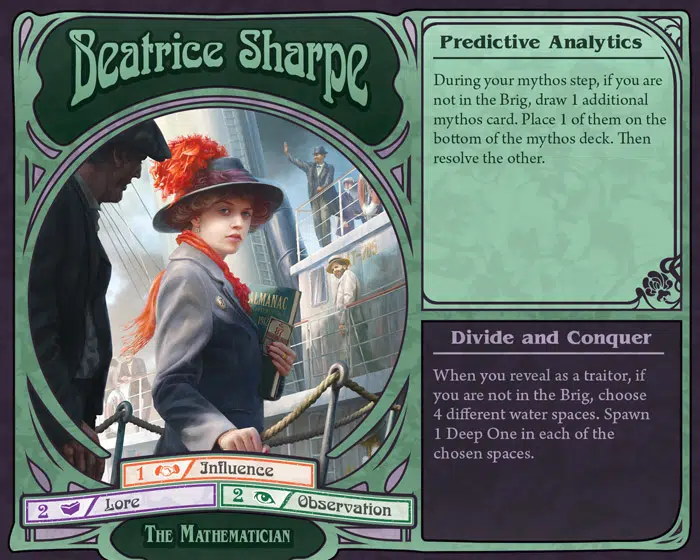 Beatrice Sharpe
ALMANAC
1 Influence
2 Lore
2 Observation
The Mathematician
Predictive Analytics
During your mythos step, if you are
not in the Brig, draw 1 additional
mythos card. Place 1 of them on the
bottom of the mythos deck. Then
resolve the other.
Divide and Conquer
When you reveal as a traitor, if
you are not in the Brig, choose
4 different water spaces. Spawn
1 Deep One in each of the
chosen spaces.